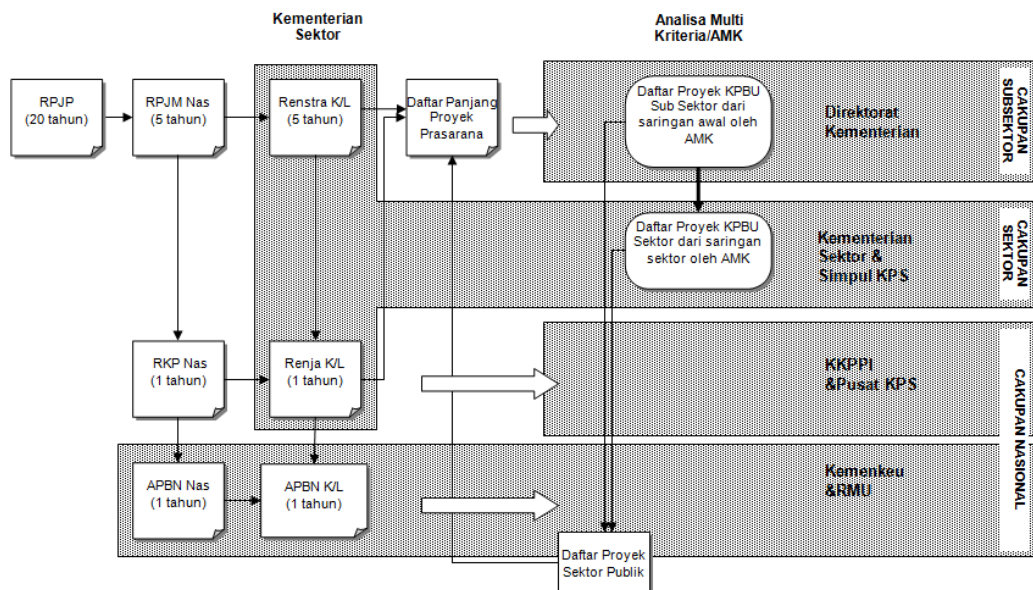 Kementerian
Sektor
Analisa Multi
Kriteria/AMK
RPJP
(20 tahun)
RPJM Nas
(5 tahun)
Renstra K/L
(5 tahun)
Daftar Panjang
Proyek
Prasarana
Daftar Proyek KPBU
Sub Sektor dari
saringan awal oleh
AMK
Direktorat
Kementerian
CAKUPAN
SUBSEKTOR
Daftar Proyek KPBU
Sektor dari saringan
sektor oleh AMK
Kementerian
Sektor &
Simpul KPS
CAKUPAN
SEKTOR
RKP Nas
(1 tahun)
Renja K/L
(1 tahun)
KKPPI
&Pusat KPS
CAKUPAN NASIONAL
APBN Nas
(1 tahun)
APBN K/L
(1 tahun)
Kemenkeu
&RMU
Daftar Proyek
Sektor Publik